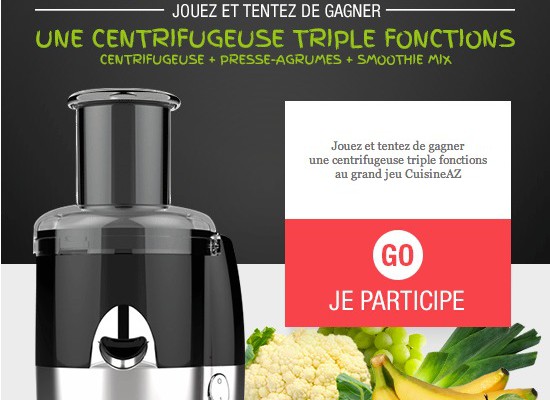 JOUEZ ET TENTEZ DE GAGNER
UNE CENTRIFUGEUSE TRIPLE FONCTIONS
CENTRIFUGEUSE + PRESSE-AGRUMES + SMOOTHIE MIX
Jouez et tentez de gagner
une centrifugeuse triple fonctions
au grand jeu CuisineAZ
GO
JE PARTICIPE